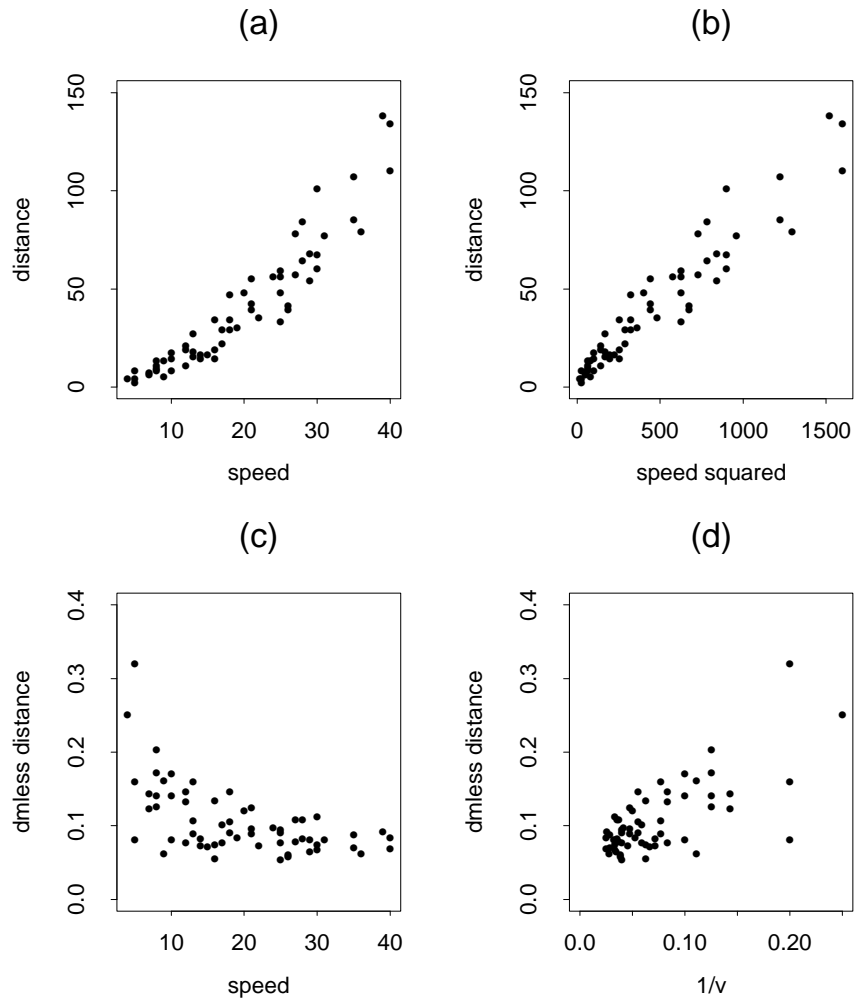 (a)
distance
0 50 100 150
10 20 30 40
speed
(b)
distance
0 50 100 150
0 500 1000 1500
speed squared
(c)
dmless distance
0.0 0.1 0.2 0.3 0.4
10 20 30 40
speed
(d)
dmless distance
0.0 0.1 0.2 0.3 0.4
0.0 0.10 0.20
1/v